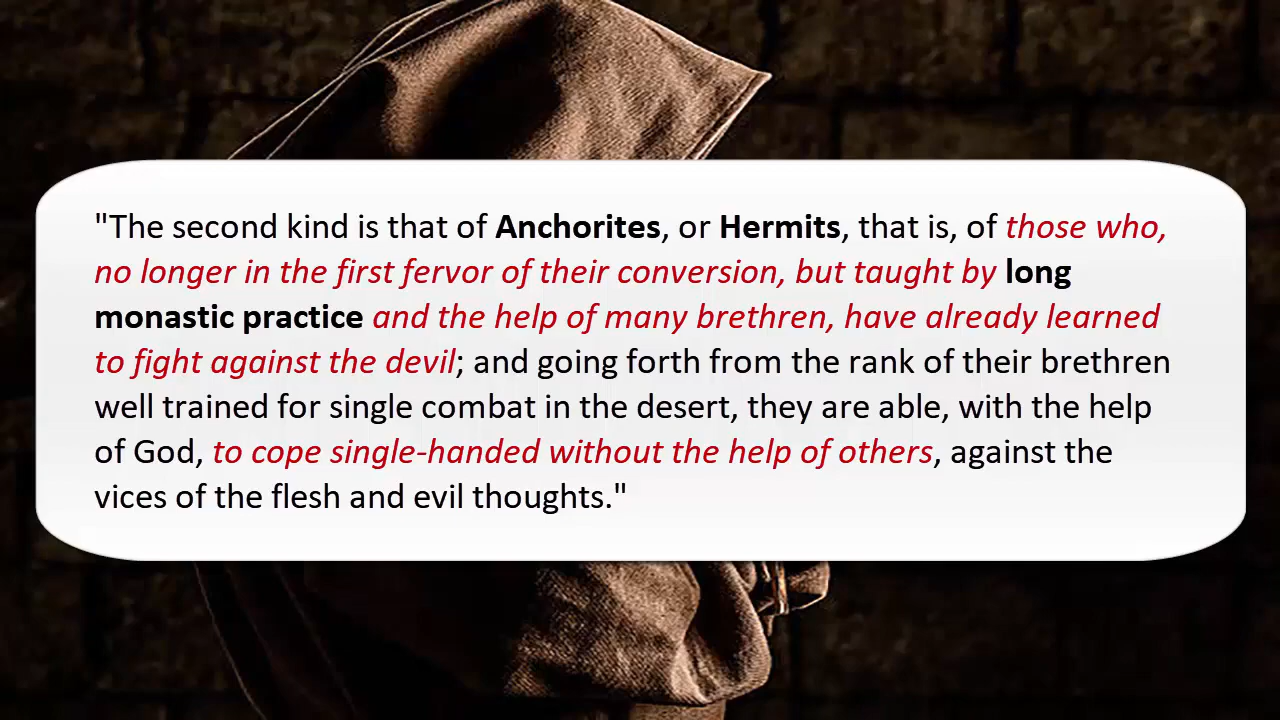 "The second kind is that of Anchorites, or Hermits, that is, of those who,
no longer in the first fervor of their conversion, but taught by long
monastic practice and the help of many brethren, have already learned
to fight against the devil; and going forth from the rank of their brethren
well trained for single combat in the desert, they are able, with the help
of God, to cope single-handed without the help of others, against the
vices of the flesh and evil thoughts."